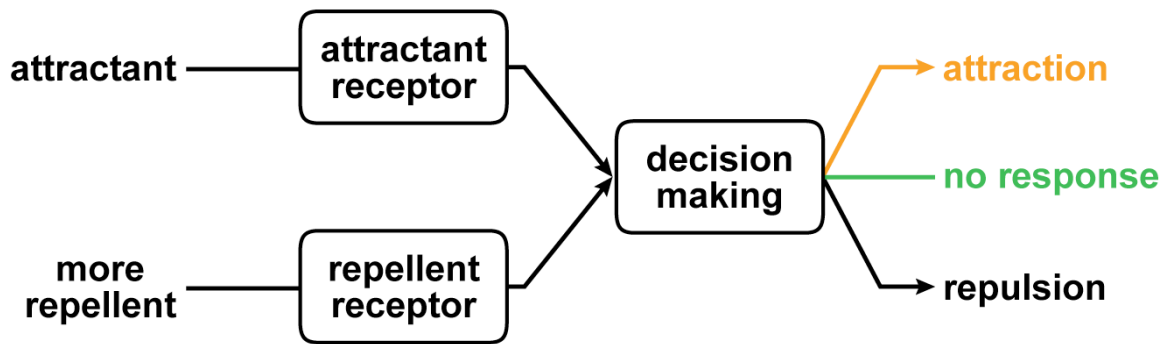 attractant
attractant
receptor
decision
making
more
repellent
repellent
receptor
attraction
no response
repulsion